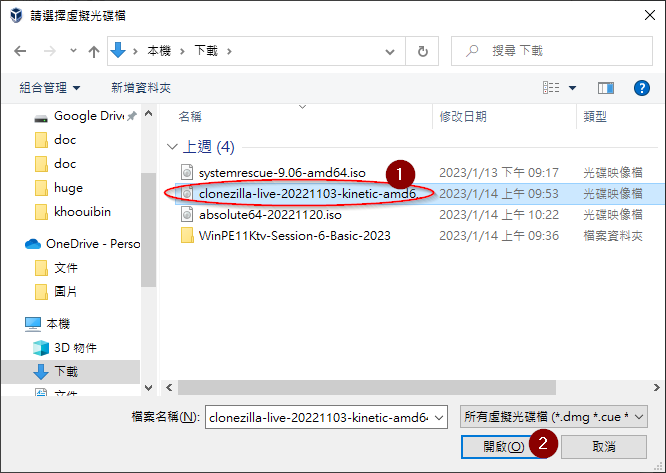 請選擇虛擬光碟檔
本機 › 下載 ›
搜尋 下載
組合管理 新增資料夾
名稱 修改日期 類型
Google Drive
doc
doc
huge
khoouibin
OneDrive - Perso
文件
圖片
本機
3D 物件
下載
文件
上週 (4)
systemrescue-9.06-amd64.iso 2023/1/13 下午 09:17 光碟映像檔
1
clonezilla-live-20221103-kinetic-amd6... 2023/1/14 上午 09:53 光碟映像檔
absolute64-20221120.iso 2023/1/14 上午 10:22 光碟映像檔
WinPE11Ktv-Session-6-Basic-2023 2023/1/14 上午 09:36 檔案資料夾
檔案名稱(N): clonezilla-live-20221103-kinetic-amd64 所有虛擬光碟檔 (*.dmg *.cue *
開啟(O) 2 取消